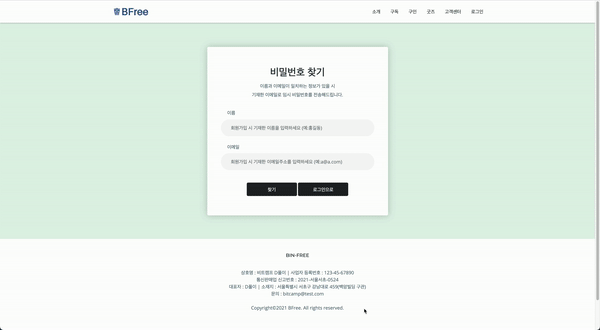 BFree
소개 구독 구인 굿즈 고객센터 로그인
비밀번호 찾기
이름과 이메일이 일치하는 정보가 있을 시
기재한 이메일로 임시 비밀번호를 전송해드립니다.
이름
회원가입 시 기재한 이름을 입력하세요 (예:홍길동)
이메일
회원가입 시 기재한 이메일주소를 입력하세요 (예:a@a.com)
찾기 로그인으로
BIN-FREE
상호명 : 비트캠프 D물이 | 사업자 등록번호 : 123-45-67890
통신판매업 신고번호 : 2021-서울서초-0524
대표자 : D물이 | 소재지 : 서울특별시 서초구 강남대로 459(백암빌딩 구관)
문의 : bitcamp@test.com
Copyright©2021 BFree. All rights reserved.